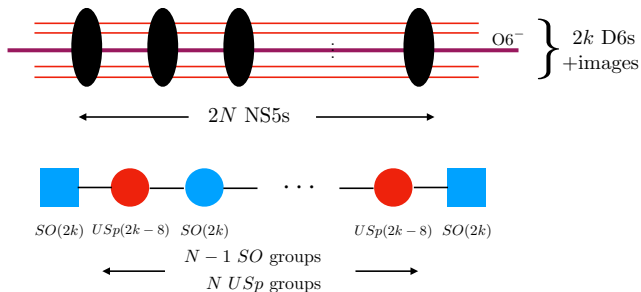 O6⁻
2k D6s
+images
⋮
2N NS5s
· · ·
SO(2k) USp(2k − 8) SO(2k) USp(2k − 8) SO(2k)
N − 1 SO groups
N USp groups